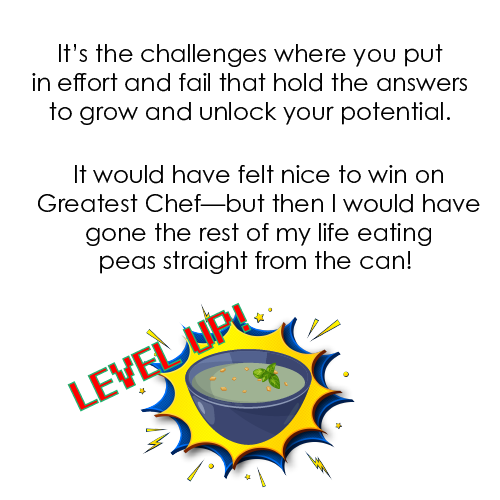 It’s the challenges where you put
in effort and fail that hold the answers
to grow and unlock your potential.
It would have felt nice to win on
Greatest Chef—but then I would have
gone the rest of my life eating
peas straight from the can!
LEVEL UP!